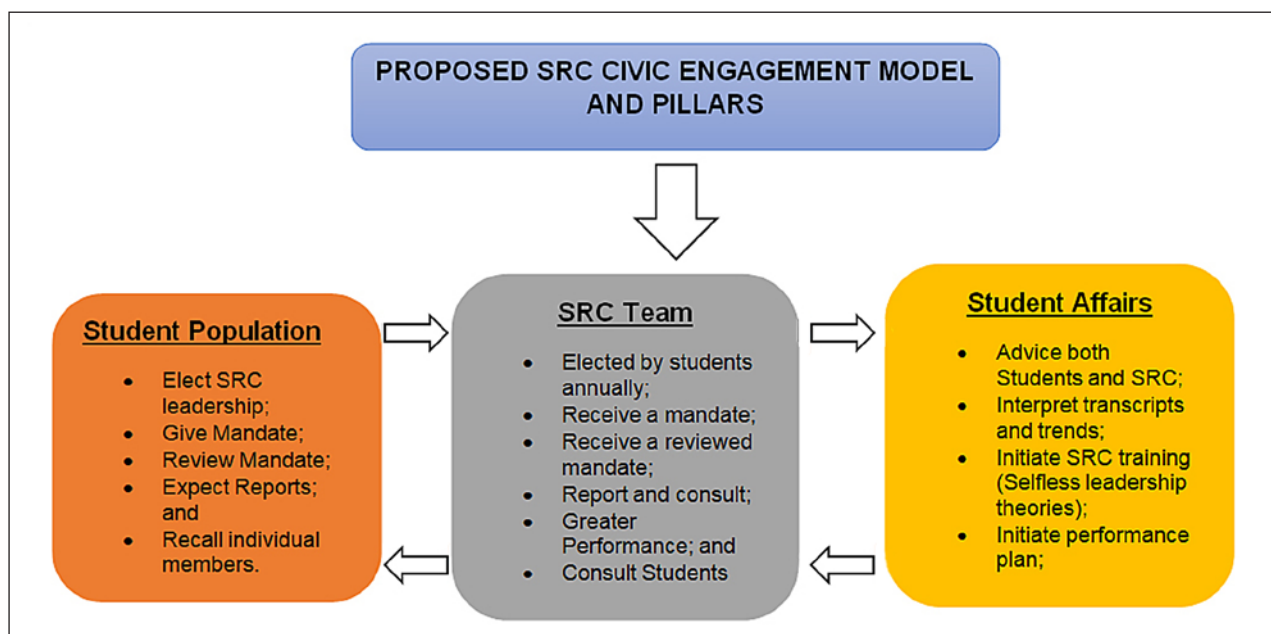 PROPOSED SRC CIVIC ENGAGEMENT MODEL
AND PILLARS
Student Population
• Elect SRC
leadership;
• Give Mandate;
• Review Mandate;
• Expect Reports;
and
• Recall individual
members.
SRC Team
• Elected by students
annually;
• Receive a mandate;
• Receive a reviewed
mandate;
• Report and consult;
• Greater
Performance; and
• Consult Students
Student Affairs
• Advice both
Students and SRC;
• Interpret transcripts
and trends;
• Initiate SRC training
(Selfless leadership
theories);
• Initiate performance
plan;